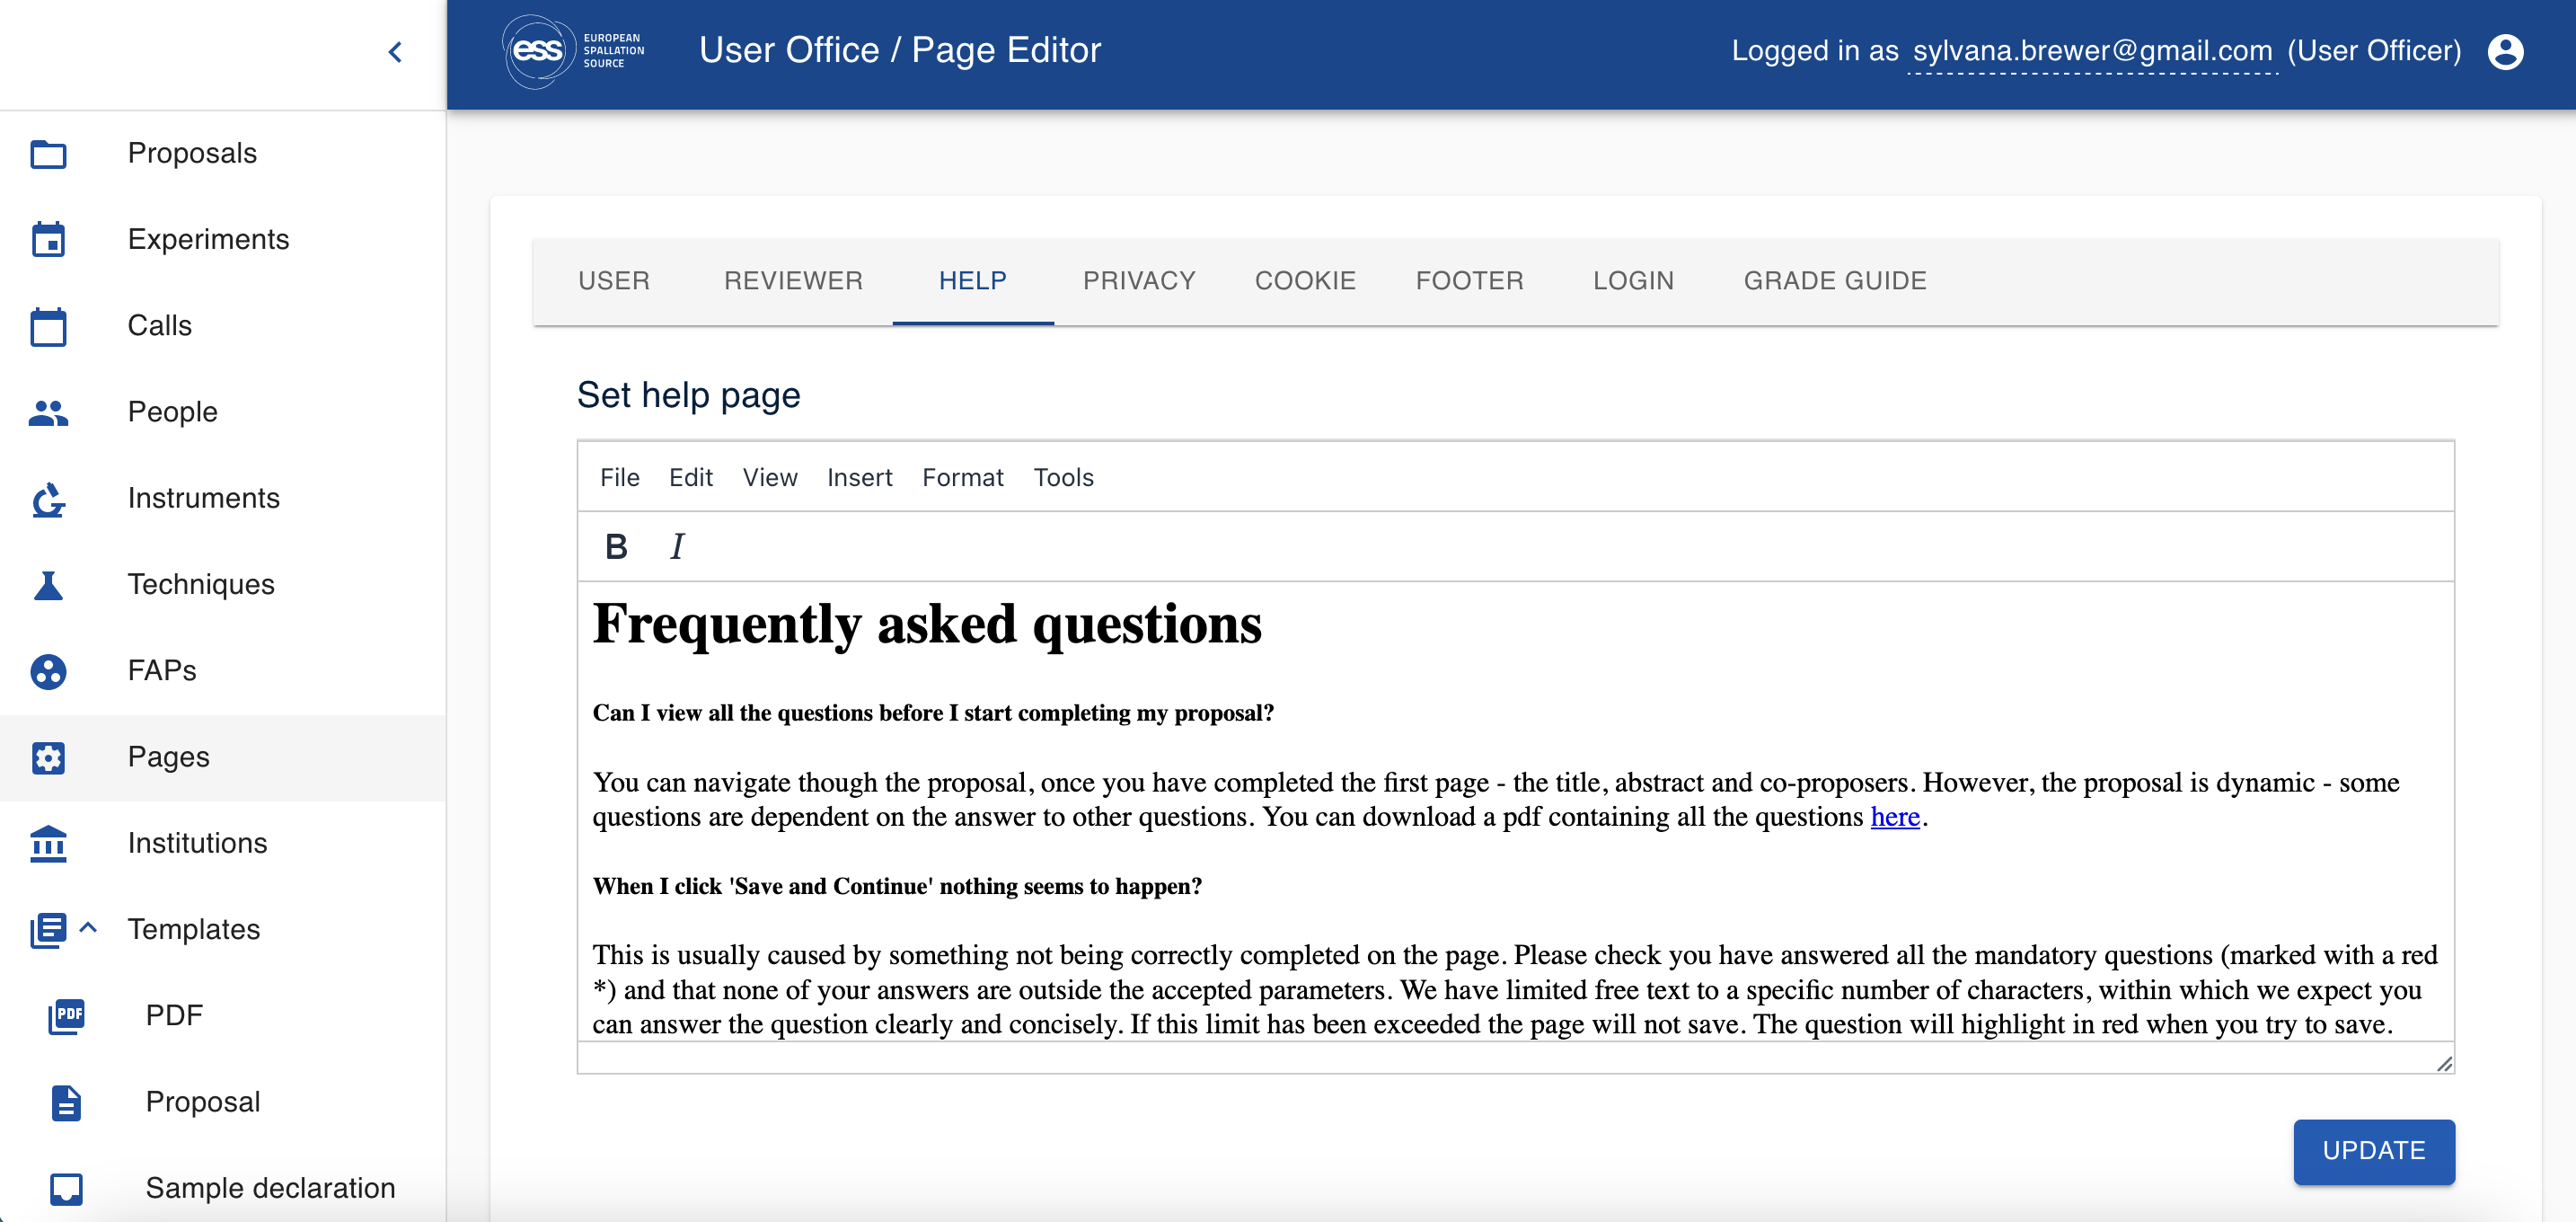 ess EUROPEAN
SPALLATION
SOURCE
User Office / Page Editor
Logged in as sylvana.brewer@gmail.com (User Officer)
Proposals
Experiments
Calls
People
Instruments
Techniques
FAPs
Pages
Institutions
Templates
PDF PDF
Proposal
Sample declaration
USER REVIEWER HELP PRIVACY COOKIE FOOTER LOGIN GRADE GUIDE
Set help page
File Edit View Insert Format Tools
B I
Frequently asked questions
Can I view all the questions before I start completing my proposal?
You can navigate though the proposal, once you have completed the first page - the title, abstract and co-proposers. However, the proposal is dynamic - some
questions are dependent on the answer to other questions. You can download a pdf containing all the questions here.
When I click 'Save and Continue' nothing seems to happen?
This is usually caused by something not being correctly completed on the page. Please check you have answered all the mandatory questions (marked with a red
*) and that none of your answers are outside the accepted parameters. We have limited free text to a specific number of characters, within which we expect you
can answer the question clearly and concisely. If this limit has been exceeded the page will not save. The question will highlight in red when you try to save.
UPDATE